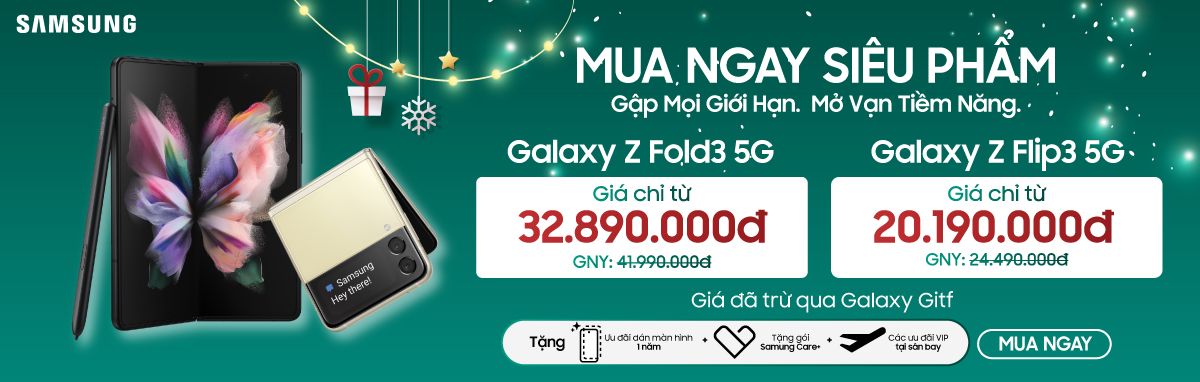 SAMSUNG
MUA NGAY SIÊU PHẨM
Gập Mọi Giới Hạn. Mở Vạn Tiềm Năng.
Galaxy Z Fold3 5G
Giá chỉ từ
32.890.000đ
GNY: 41.990.000đ
Galaxy Z Flip3 5G
Giá chỉ từ
20.190.000đ
GNY: 24.490.000đ
Samsung
Hey there!
Giá đã trừ qua Galaxy Gitf
Tặng
Ưu đãi dán màn hình
1 năm
+
Tặng gói
Samung Care+
+
Các ưu đãi VIP
tại sân bay
MUA NGAY